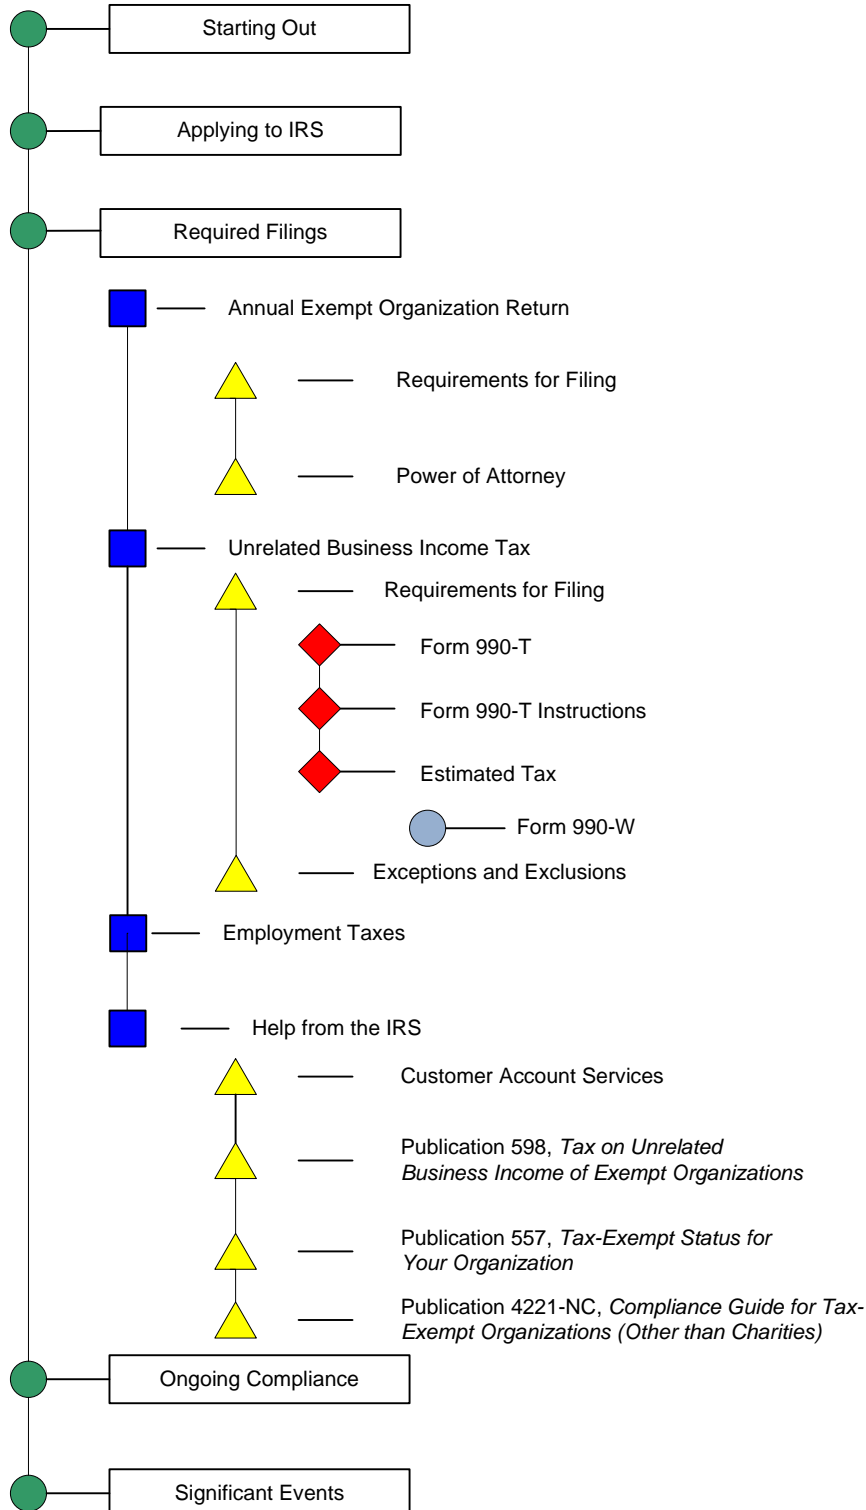 Starting Out
Applying to IRS
Required Filings
Annual Exempt Organization Return
Requirements for Filing
Power of Attorney
Unrelated Business Income Tax
Requirements for Filing
Form 990-T
Form 990-T Instructions
Estimated Tax
Form 990-W
Exceptions and Exclusions
Employment Taxes
Help from the IRS
Customer Account Services
Publication 598, Tax on Unrelated
Business Income of Exempt Organizations
Publication 557, Tax-Exempt Status for
Your Organization
Publication 4221-NC, Compliance Guide for Tax-
Exempt Organizations (Other than Charities)
Ongoing Compliance
Significant Events